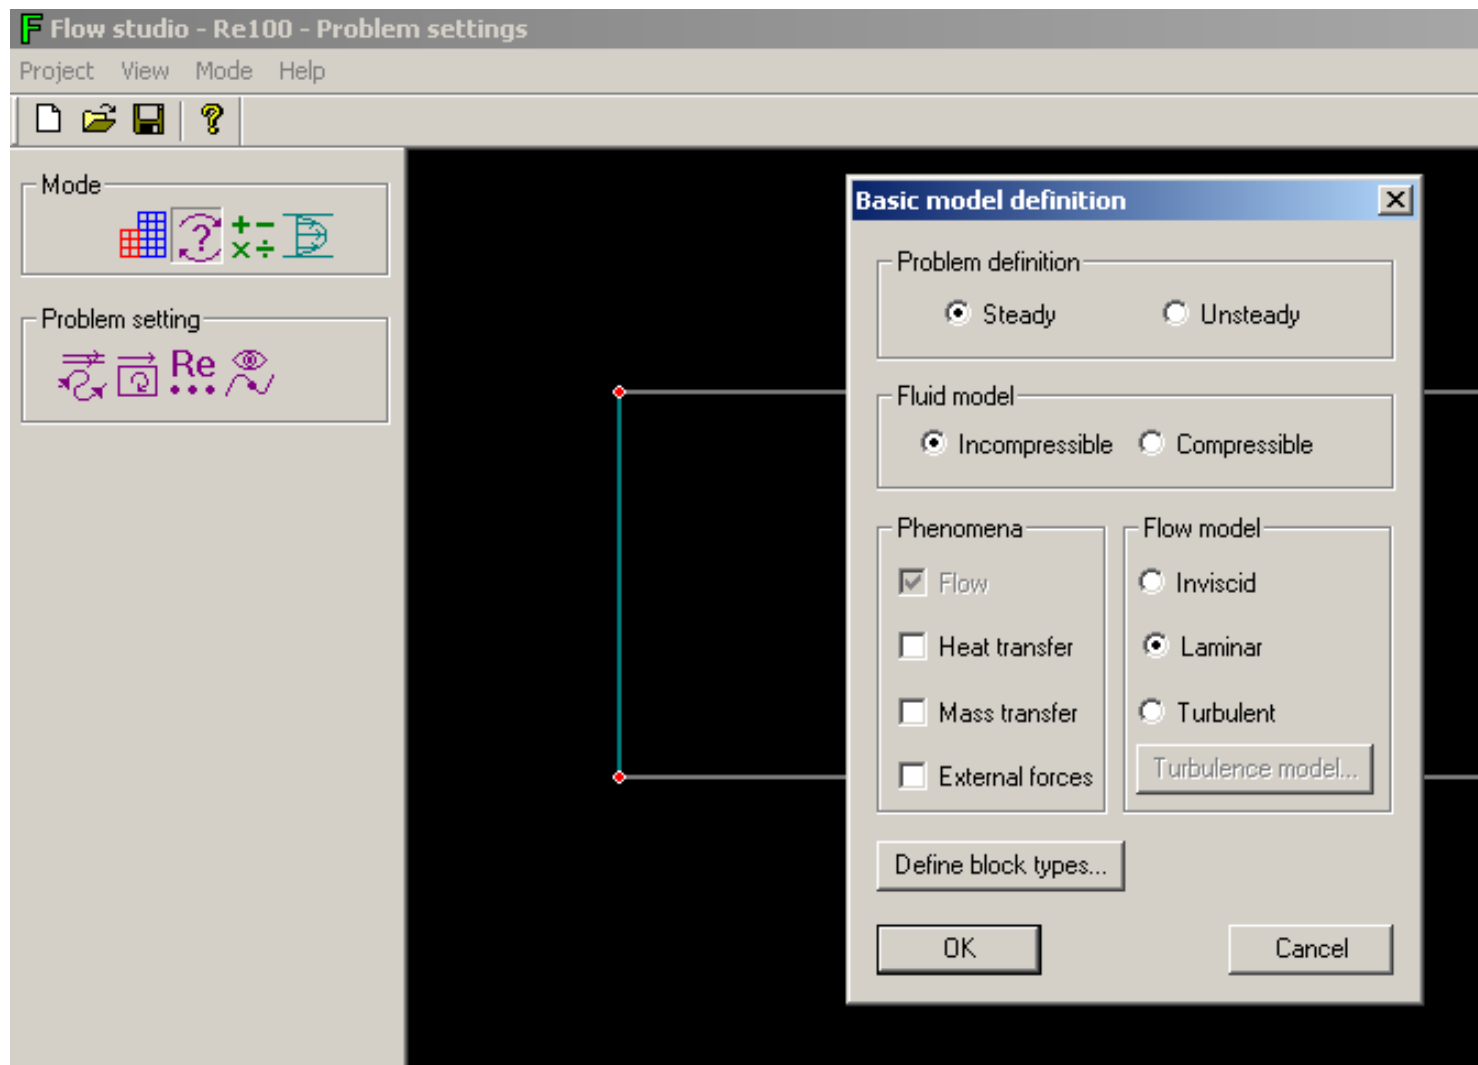 Flow studio - Re100 - Problem settings
Project View Mode Help
Mode
Problem setting
Re
Basic model definition
Problem definition
Steady Unsteady
Fluid model
Incompressible Compressible
Phenomena
Flow
Heat transfer
Mass transfer
External forces
Flow model
Inviscid
Laminar
Turbulent
Turbulence model...
Define block types...
OK Cancel